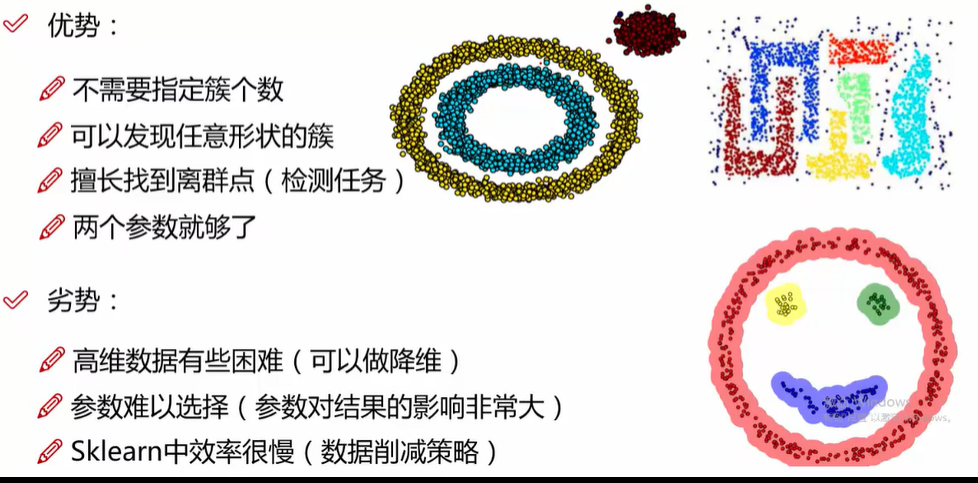 优势：
不需要指定簇个数
可以发现任意形状的簇
擅长找到离群点（检测任务）
两个参数就够了
劣势：
高维数据有些困难（可以做降维）
参数难以选择（参数对结果的影响非常大）
Sklearn中效率很慢（数据削减策略）